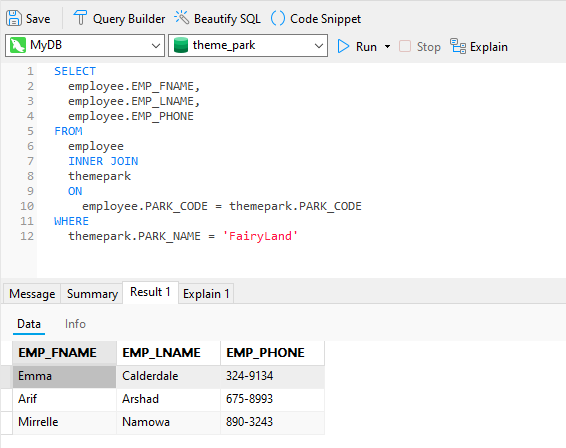 Save Query Builder Beautify SQL () Code Snippet
MyDB theme_park Run Stop Explain
1 SELECT
2 employee.EMP_FNAME,
3 employee.EMP_LNAME,
4 employee.EMP_PHONE
5 FROM
6 employee
7 INNER JOIN
8 themepark
9 ON
10 employee.PARK_CODE = themepark.PARK_CODE
11 WHERE
12 themepark.PARK_NAME = 'FairyLand'
Message Summary Result 1 Explain 1
Data Info
EMP_FNAME EMP_LNAME EMP_PHONE
Emma Calderdale 324-9134
Arif Arshad 675-8993
Mirrelle Namowa 890-3243